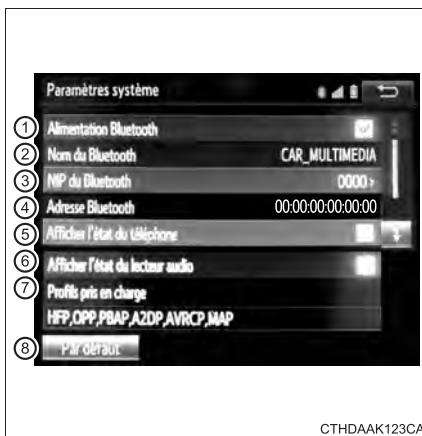 Paramètres système
1 Alimentation Bluetooth
2 Nom du Bluetooth CAR_MULTIMEDIA
3 NIP du Bluetooth 0000 >
4 Adresse Bluetooth 00:00:00:00:00:00
5 Afficher l'état du téléphone
6 Afficher l'état du lecteur audio
7 Profils pris en charge
HFP,OPP,PBAP,A2DP,AVRCP,MAP
8 Par défaut
CTHDAAK123CA